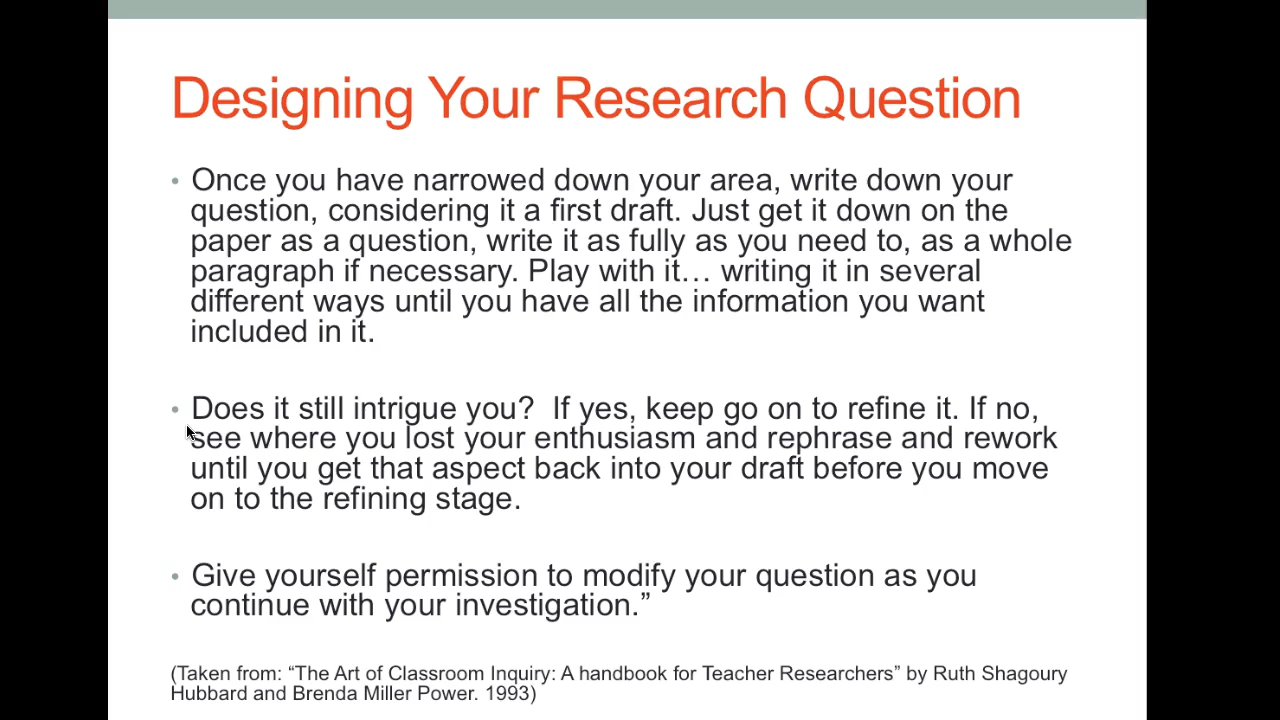 Designing Your Research Question
• Once you have narrowed down your area, write down your
question, considering it a first draft. Just get it down on the
paper as a question, write it as fully as you need to, as a whole
paragraph if necessary. Play with it… writing it in several
different ways until you have all the information you want
included in it.
• Does it still intrigue you?  If yes, keep go on to refine it. If no,
see where you lost your enthusiasm and rephrase and rework
until you get that aspect back into your draft before you move
on to the refining stage.
• Give yourself permission to modify your question as you
continue with your investigation.”
(Taken from: “The Art of Classroom Inquiry: A handbook for Teacher Researchers” by Ruth Shagoury
Hubbard and Brenda Miller Power. 1993)